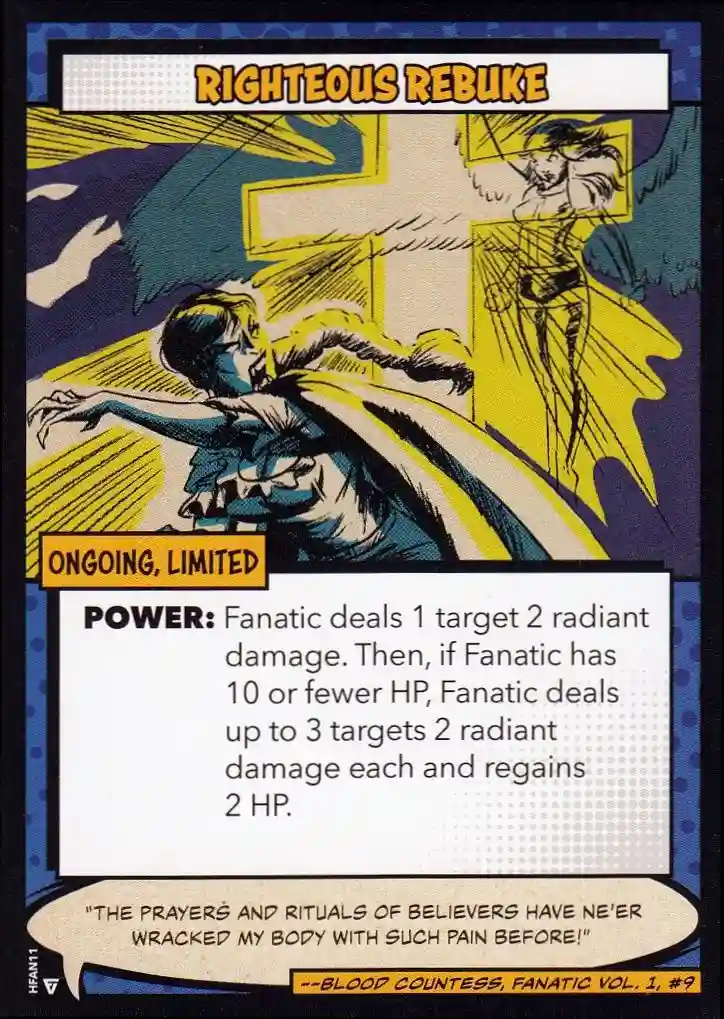 RIGHTEOUS REBUKE
ONGOING, LIMITED
POWER: Fanatic deals 1 target 2 radiant
damage. Then, if Fanatic has
10 or fewer HP, Fanatic deals
up to 3 targets 2 radiant
damage each and regains
2 HP.
"THE PRAYERS AND RITUALS OF BELIEVERS HAVE NE'ER
WRACKED MY BODY WITH SUCH PAIN BEFORE!"
--BLOOD COUNTESS, FANATIC VOL. 1, #9
HFAN11